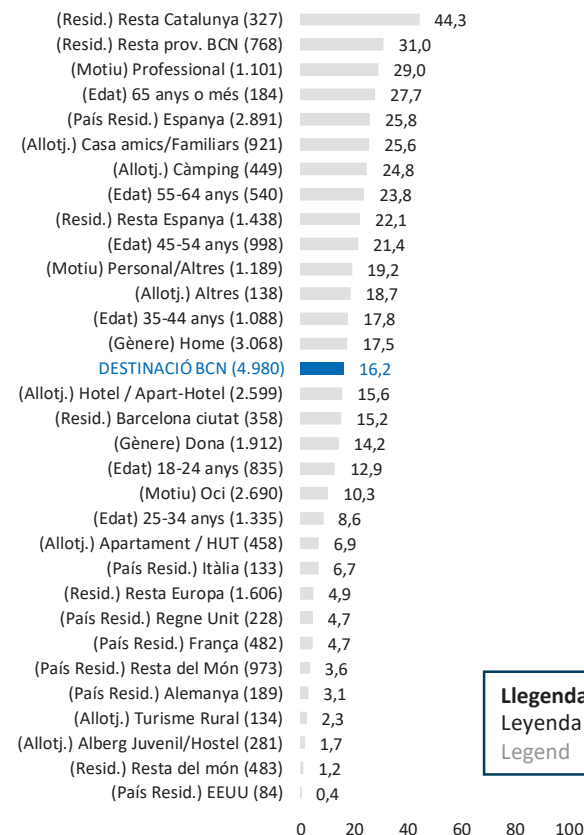 (Resid.) Resta Catalunya (327) 44,3
(Resid.) Resta prov. BCN (768) 31,0
(Motiu) Professional (1.101) 29,0
(Edat) 65 anys o més (184) 27,7
(País Resid.) Espanya (2.891) 25,8
(Allotj.) Casa amics/Familiars (921) 25,6
(Allotj.) Càmping (449) 24,8
(Edat) 55-64 anys (540) 23,8
(Resid.) Resta Espanya (1.438) 22,1
(Edat) 45-54 anys (998) 21,4
(Motiu) Personal/Altres (1.189) 19,2
(Allotj.) Altres (138) 18,7
(Edat) 35-44 anys (1.088) 17,8
(Gènere) Home (3.068) 17,5
DESTINACIÓ BCN (4.980) 16,2
(Allotj.) Hotel / Apart-Hotel (2.599) 15,6
(Resid.) Barcelona ciutat (358) 15,2
(Gènere) Dona (1.912) 14,2
(Edat) 18-24 anys (835) 12,9
(Motiu) Oci (2.690) 10,3
(Edat) 25-34 anys (1.335) 8,6
(Allotj.) Apartament / HUT (458) 6,9
(País Resid.) Itàlia (133) 6,7
(Resid.) Resta Europa (1.606) 4,9
(País Resid.) Regne Unit (228) 4,7
(País Resid.) França (482) 4,7
(País Resid.) Resta del Món (973) 3,6
(País Resid.) Alemanya (189) 3,1
(Allotj.) Turisme Rural (134) 2,3
(Allotj.) Alberg Juvenil/Hostel (281) 1,7
(Resid.) Resta del món (483) 1,2
(País Resid.) EEUU (84) 0,4
0 20 40 60 80 100
Llegenda
Leyenda
Legend